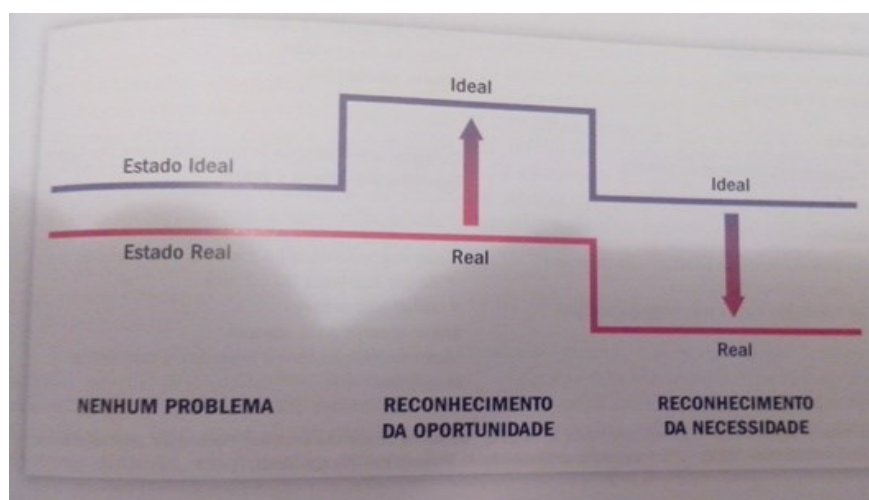 Ideal
Estado Ideal
Ideal
Estado Real
Real
Real
NENHUM PROBLEMA
RECONHECIMENTO
DA OPORTUNIDADE
RECONHECIMENTO
DA NECESSIDADE